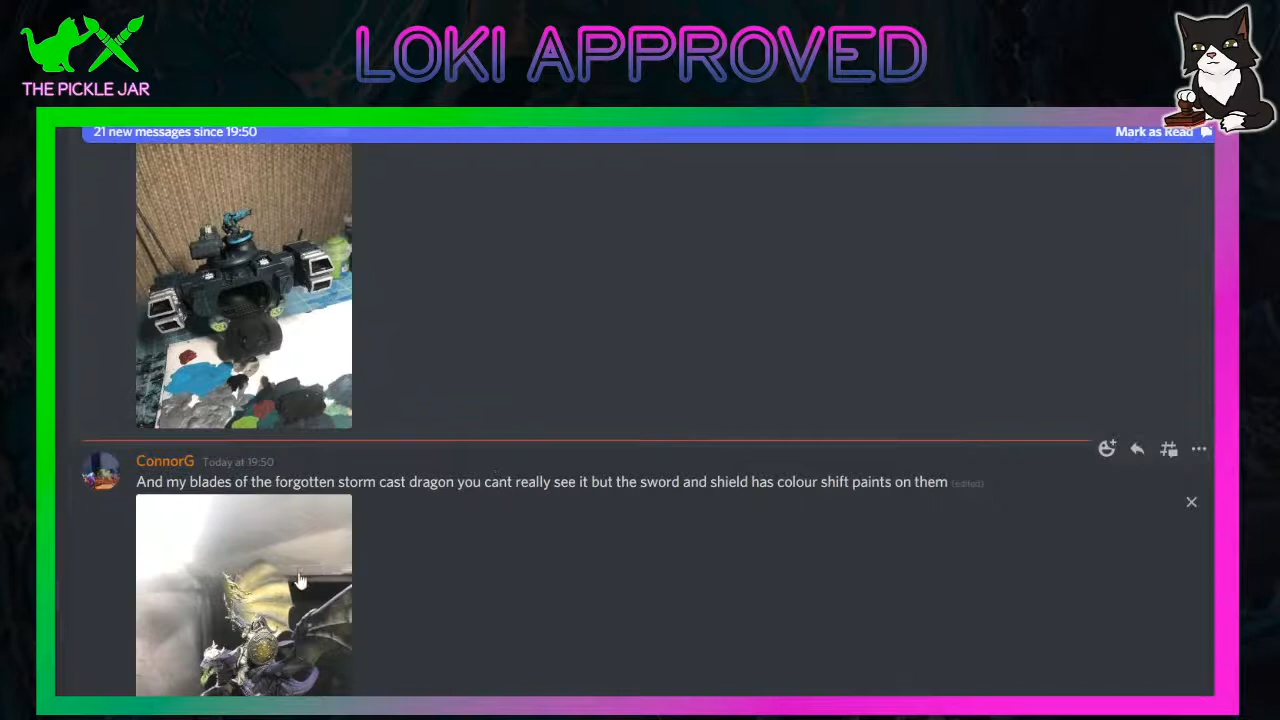 LOKI APPROVED
THE PICKLE JAR
21 new messages since 19:50
Mark as Read
ConnorG Today at 19:50
And my blades of the forgotten storm cast dragon you cant really see it but the sword and shield has colour shift paints on them (edited)